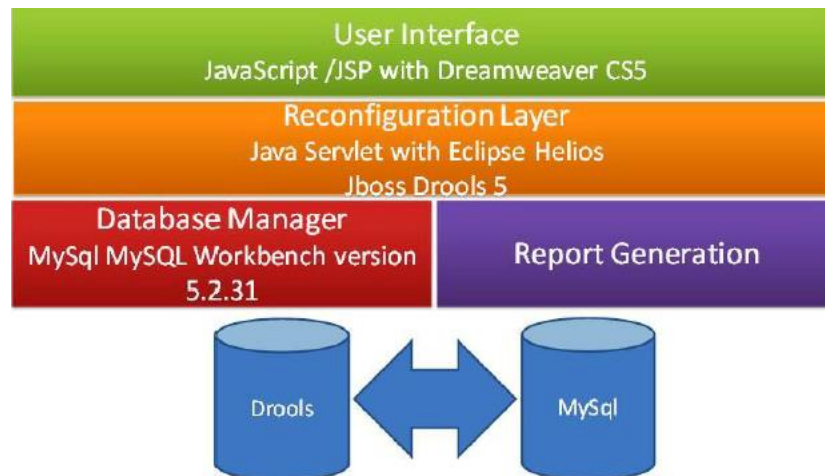 User Interface
JavaScript /JSP with Dreamweaver CS5
Reconfiguration Layer
Java Servlet with Eclipse Helios
Jboss Drools 5
Database Manager
MySql MySQL Workbench version
5.2.31
Report Generation
Drools
MySql